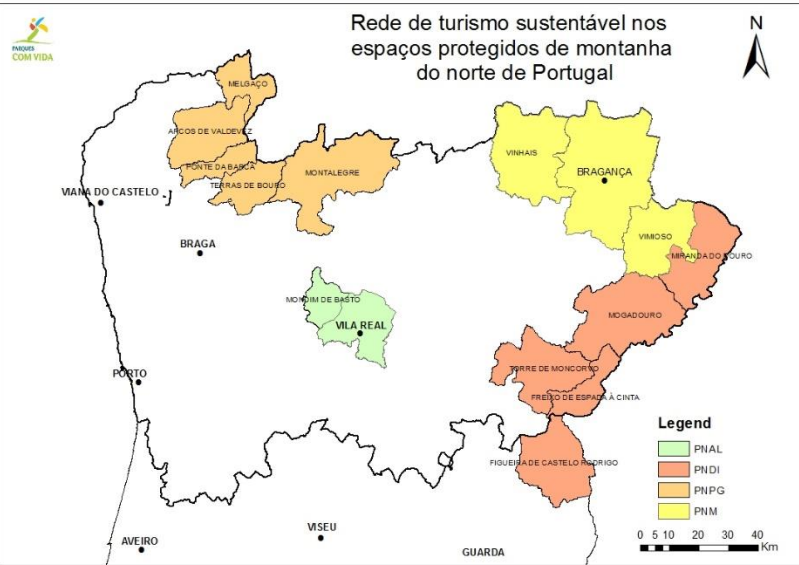 PARQUES
COM VIDA
Rede de turismo sustentável nos
espaços protegidos de montanha
do norte de Portugal
N
MELGAÇO
ARCOS DE VALDEVEZ
PONTE DA BARCA
TERRAS DE BOURO
MONTALEGRE
VINHAIS
BRAGANÇA
VIANA DO CASTELO
BRAGA
VIMIOSO
MIRANDA DO DOURO
MONDIM DE BASTO
VILA REAL
MOGADOURO
PORTO
TORRE DE MONCORVO
FREIXO DE ESPADA À CINTA
FIGUEIRA DE CASTELO RODRIGO
Legend
PNAL
PNDI
PNPG
PNM
0 5 10 20 30 40
Km
AVEIRO
VISEU
GUARDA